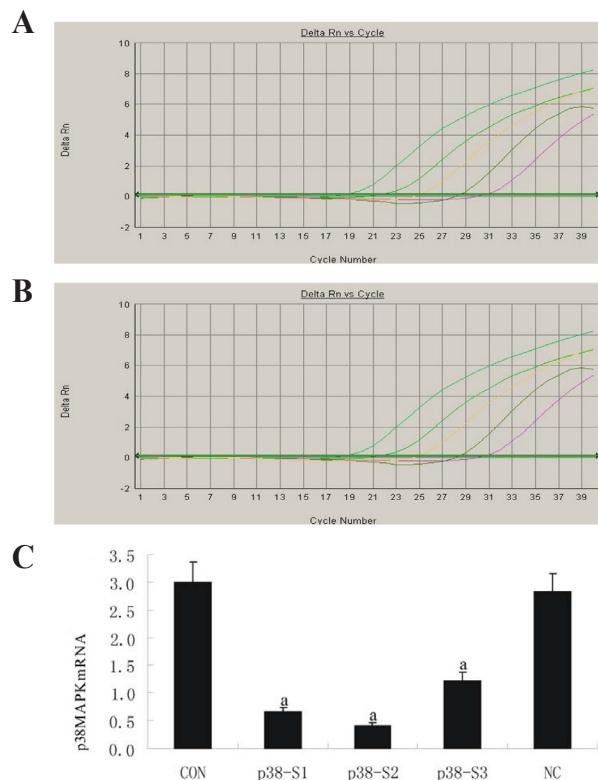 A
Delta Rn vs Cycle
10
8
6
4
2
0
-2
Delta Rn
1 3 5 7 9 11 13 15 17 19 21 23 25 27 29 31 33 35 37 39
Cycle Number
B
Delta Rn vs Cycle
10
8
6
4
2
0
-2
Delta Rn
1 3 5 7 9 11 13 15 17 19 21 23 25 27 29 31 33 35 37 39
Cycle Number
C
p38MAPKmRNA
3.5
3.0
2.5
2.0
1.5
1.0
0.5
0.0
a
a
a
CON p38-S1 p38-S2 p38-S3 NC